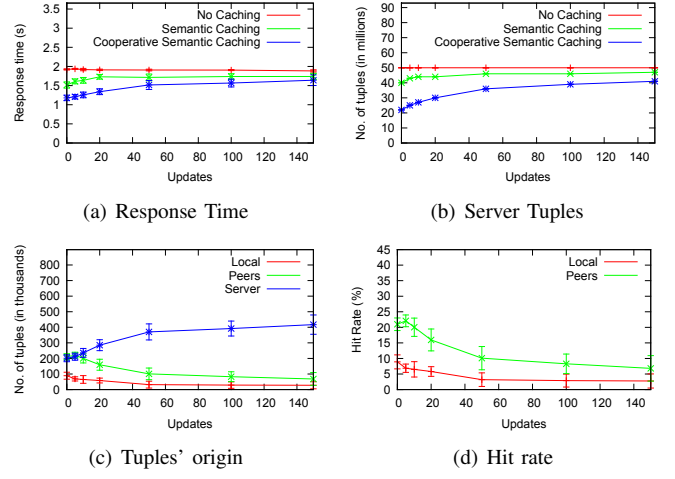 No Caching
Semantic Caching
Cooperative Semantic Caching
Response time (s)
3.5
3
2.5
2
1.5
1
0.5
0
0 20 40 60 80 100 120 140
Updates
(a) Response Time
No Caching
Semantic Caching
Cooperative Semantic Caching
No. of tuples (in millions)
90
80
70
60
50
40
30
20
10
0
0 20 40 60 80 100 120 140
Updates
(b) Server Tuples
Local
Peers
Server
No. of tuples (in thousands)
800
700
600
500
400
300
200
100
0
0 20 40 60 80 100 120 140
Updates
(c) Tuples' origin
Local
Peers
Hit Rate (%)
45
40
35
30
25
20
15
10
5
0
0 20 40 60 80 100 120 140
Updates
(d) Hit rate